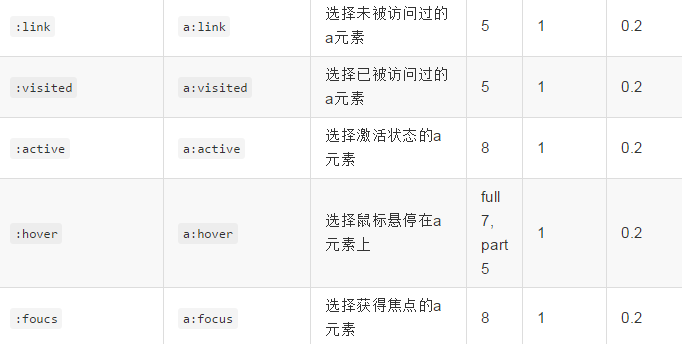 :link a:link 选择未被访问过的 5 1 0.2
a元素
:visited a:visited 选择已被访问过的 5 1 0.2
a元素
:active a:active 选择激活状态的a 8 1 0.2
元素
:hover a:hover 选择鼠标悬停在a元素上 full 1 0.2
7,
part
5
:foucs a:focus 选择获得焦点的a 8 1 0.2
元素